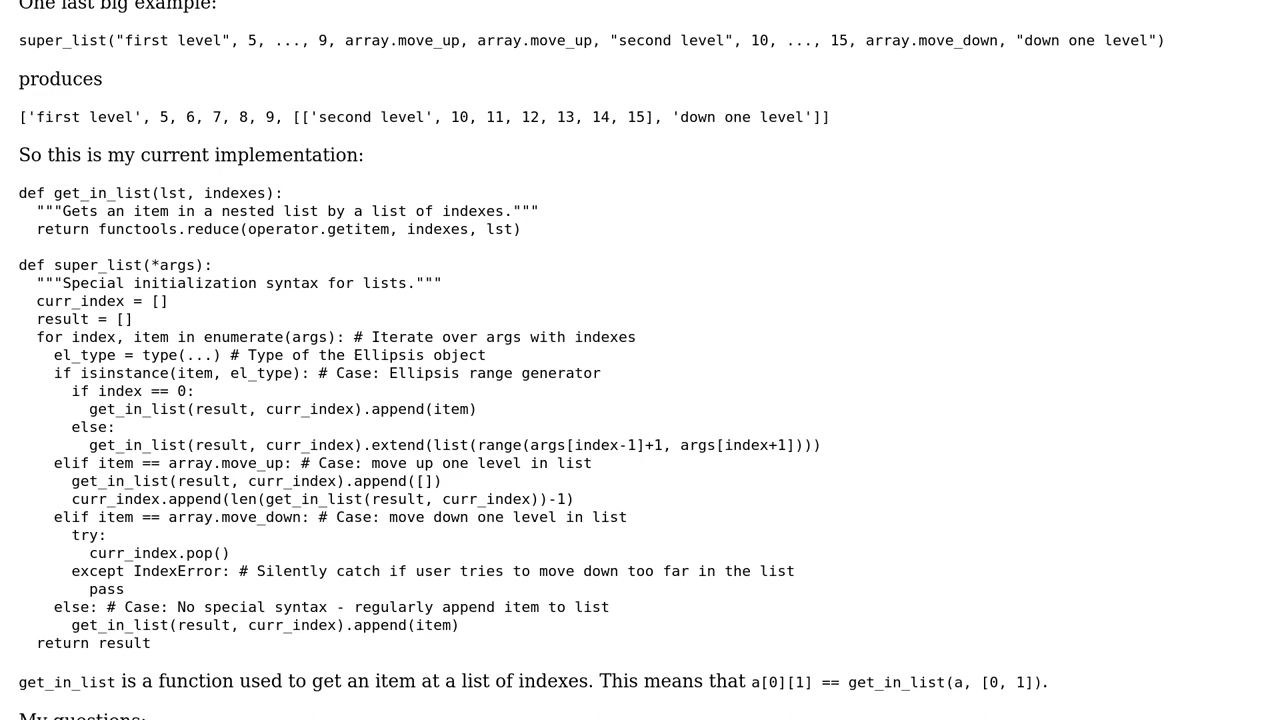 One last big example:
super_list("first level", 5, ..., 9, array.move_up, array.move_up, "second level", 10, ..., 15, array.move_down, "down one level")
produces
['first level', 5, 6, 7, 8, 9, [['second level', 10, 11, 12, 13, 14, 15], 'down one level']]
So this is my current implementation:
def get_in_list(lst, indexes):
  """Gets an item in a nested list by a list of indexes."""
  return functools.reduce(operator.getitem, indexes, lst)

def super_list(*args):
  """Special initialization syntax for lists."""
  curr_index = []
  result = []
  for index, item in enumerate(args): # Iterate over args with indexes
    el_type = type(...) # Type of the Ellipsis object
    if isinstance(item, el_type): # Case: Ellipsis range generator
      if index == 0:
        get_in_list(result, curr_index).append(item)
      else:
        get_in_list(result, curr_index).extend(list(range(args[index-1]+1, args[index+1])))
    elif item == array.move_up: # Case: move up one level in list
      get_in_list(result, curr_index).append([])
      curr_index.append(len(get_in_list(result, curr_index))-1)
    elif item == array.move_down: # Case: move down one level in list
      try:
        curr_index.pop()
      except IndexError: # Silently catch if user tries to move down too far in the list
        pass
    else: # Case: No special syntax - regularly append item to list
      get_in_list(result, curr_index).append(item)
  return result
get_in_list is a function used to get an item at a list of indexes. This means that a[0][1] == get_in_list(a, [0, 1]).
My questions: